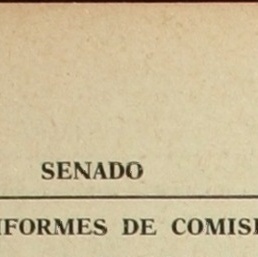 SENADO
NFORMES DE COMISI